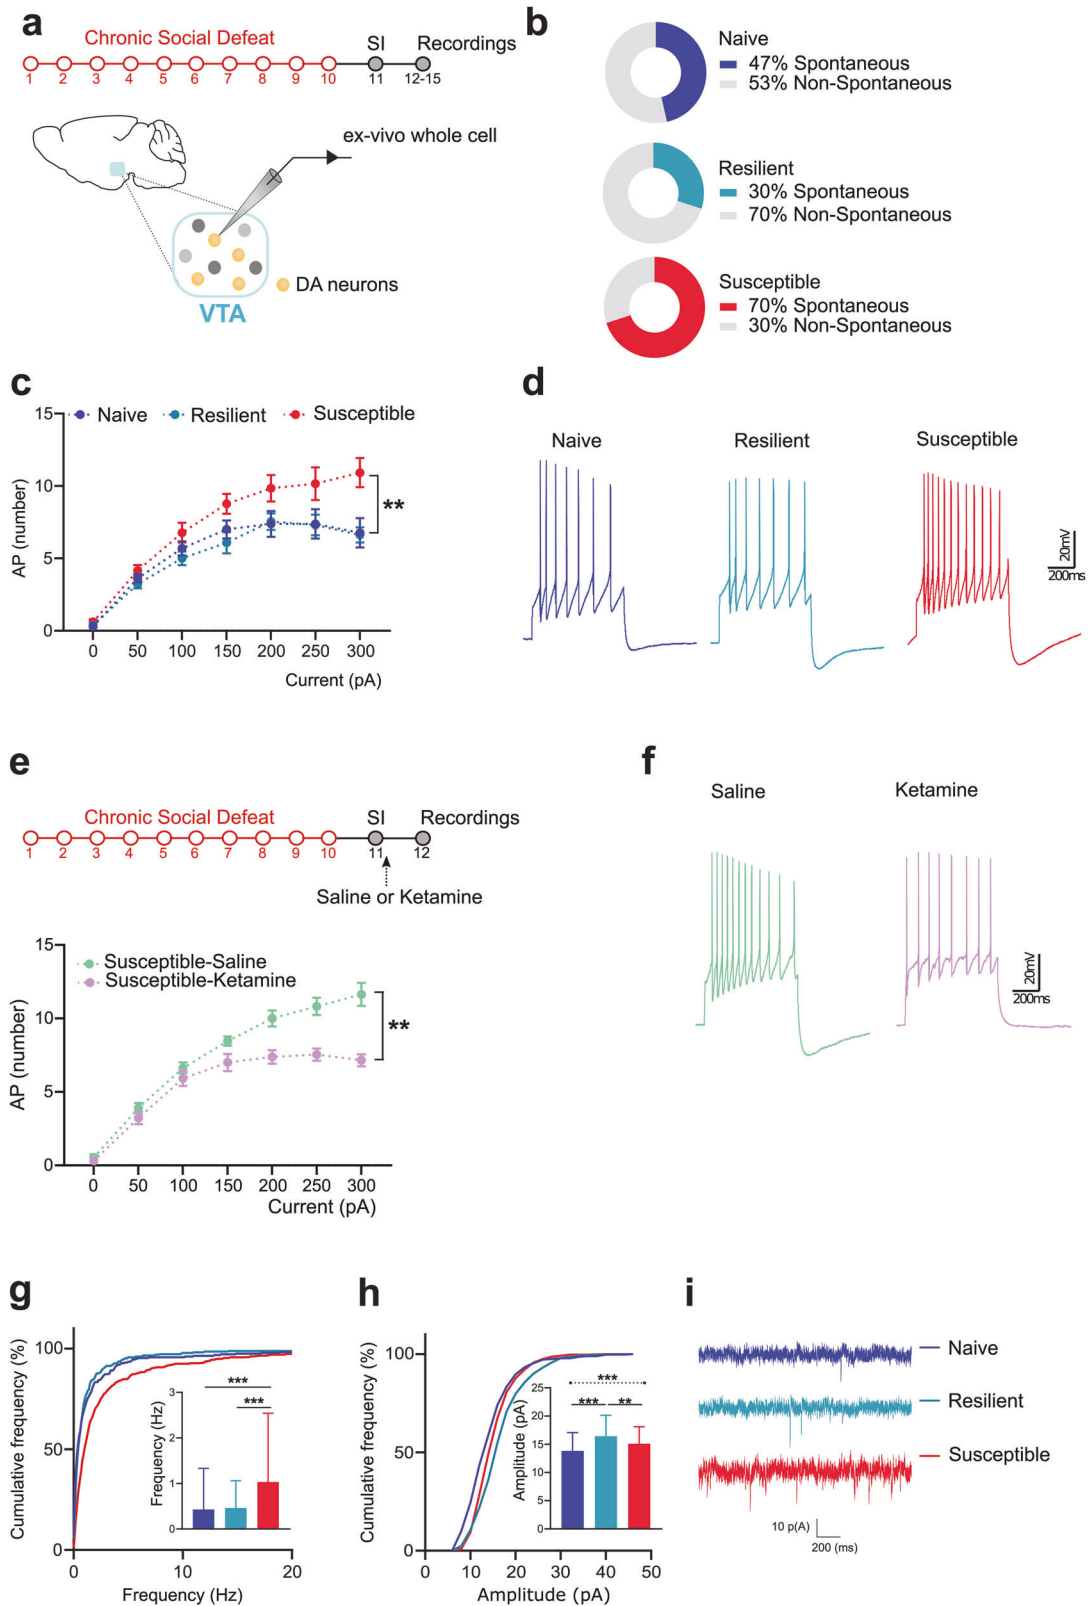 a
Chronic Social Defeat
SI
Recordings
1 2 3 4 5 6 7 8 9 10 11 12-15
ex-vivo whole cell
DA neurons
VTA
b
Naive
47% Spontaneous
53% Non-Spontaneous
Resilient
30% Spontaneous
70% Non-Spontaneous
Susceptible
70% Spontaneous
30% Non-Spontaneous
c
Naive Resilient Susceptible
AP (number)
15
10
5
0
**
0 50 100 150 200 250 300
Current (pA)
d
Naive Resilient Susceptible
20mV
200ms
e
Chronic Social Defeat
SI
Recordings
1 2 3 4 5 6 7 8 9 10 11 12
Saline or Ketamine
Susceptible-Saline
Susceptible-Ketamine
AP (number)
15
10
5
0
**
0 50 100 150 200 250 300
Current (pA)
f
Saline Ketamine
20mV
200ms
g
Cumulative frequency (%)
100
50
0
0 10 20
Frequency (Hz)
Frequency (Hz)
3
2
1
0
***
***
h
Cumulative frequency (%)
100
50
0
0 10 20 30 40 50
Amplitude (pA)
Amplitude (pA)
25
20
15
10
5
0
***
*** **
i
Naive
Resilient
Susceptible
10 p(A)
200 (ms)